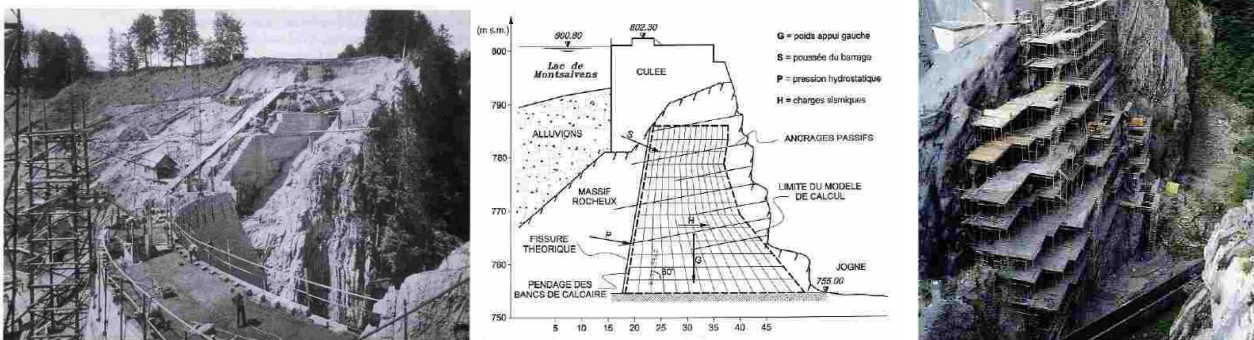 (m s.m.)
800
790
780
770
760
750
800.80
Lac de
Montsalvens
802.30
CULEE
G = poids appui gauche
S = poussée du barrage
P = pression hydrostatique
H = charges sismiques
ALLUVIONS
S
ANCRAGES PASSIFS
MASSIF
ROCHEUX
LIMITE DU MODELE
DE CALCUL
H
P
FISSURE
THEORIQUE
G
80°
JOGNE
755.00
PENDAGE DES
BANCS DE CALCAIRE
5 10 15 20 25 30 35 40 45